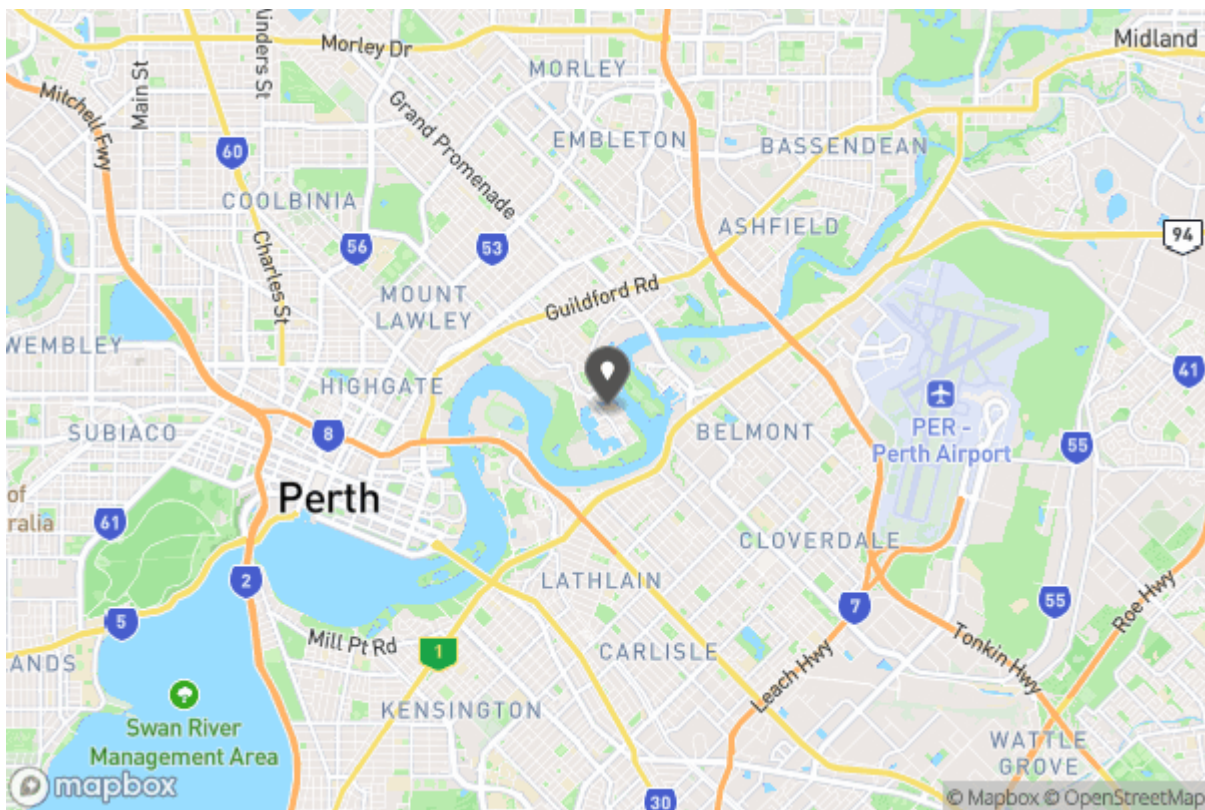 Morley Dr
Midland
MORLEY
Main St
unders St
Mitchell Fwy
Grand Promenade
EMBLETON
BASSENDEAN
60
COOLBINIA
56
53
ASHFIELD
94
Charles St
MOUNT
LAWLEY
Guildford Rd
WEMBLEY
HIGHGATE
41
SUBIACO
8
BELMONT
PER -
Perth Airport
55
of
ralia
61
Perth
CLOVERDALE
2
LATHLAIN
5
7
55
Roe Hwy
Mill Pt Rd
1
CARLISLE
Leach Hwy
Tonkin Hwy
ANDS
KENSINGTON
Swan River
Management Area
WATTLE
GROVE
mapbox
30
© Mapbox © OpenStreetMap